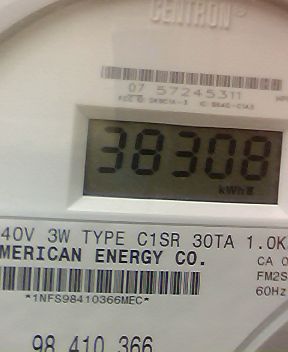 CENTRON®
07 57245311
38308
kWh
40V 3W TYPE C1SR 30TA 1.0K
MERICAN ENERGY CO.
CA 0
FM2S
60Hz
*1NFS98410366MEC*
98 410 366